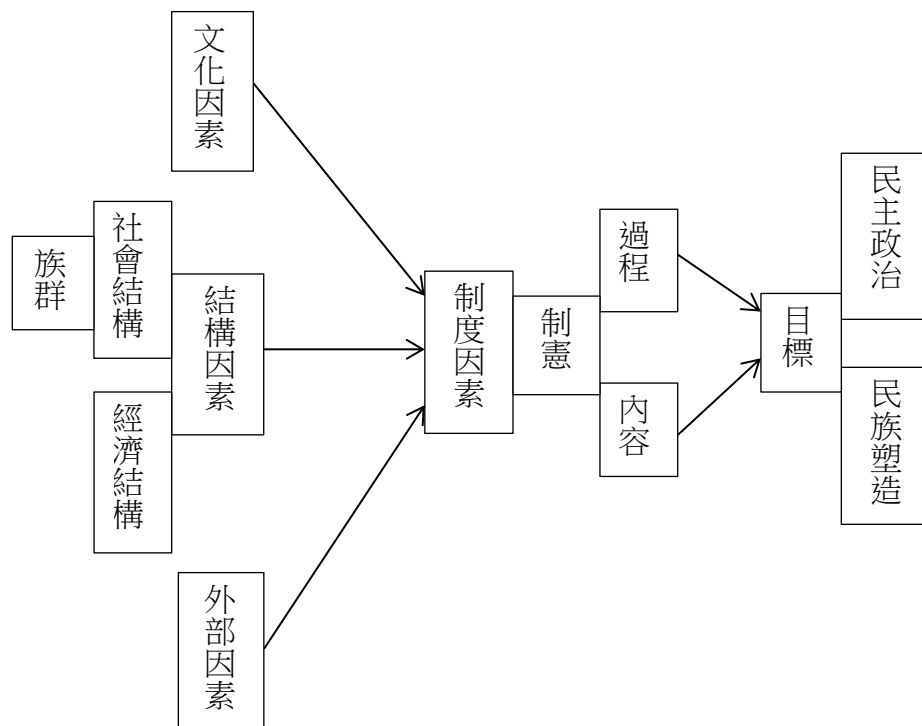 文化因素
族群
社會結構
經濟結構
結構因素
外部因素
制度因素
制憲
過程
內容
目標
民主政治
民族塑造